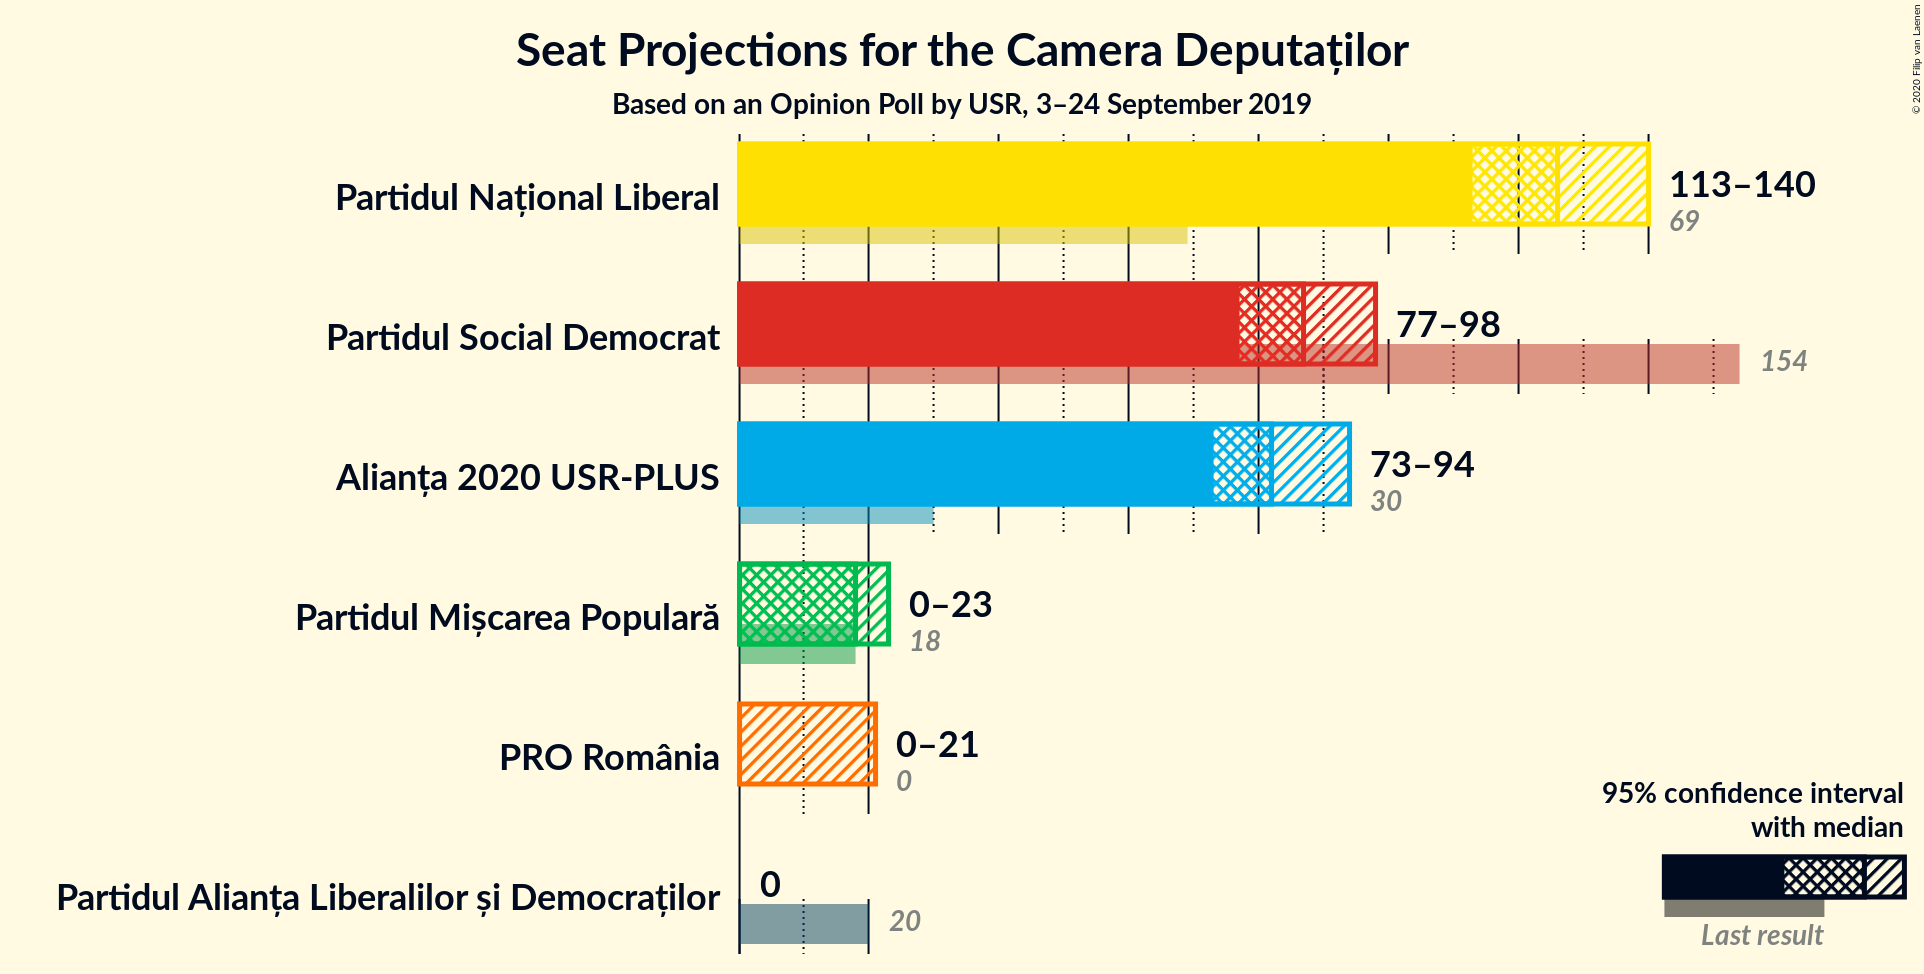 Seat Projections for the Camera Deputaților
Based on an Opinion Poll by USR, 3–24 September 2019
© 2020 Filip van Laenen
Partidul Național Liberal
113–140
69
Partidul Social Democrat
77–98
154
Alianța 2020 USR-PLUS
73–94
30
Partidul Mișcarea Populară
0–23
18
PRO România
0–21
0
Partidul Alianța Liberalilor și Democraților
0
20
95% confidence interval
with median
Last result